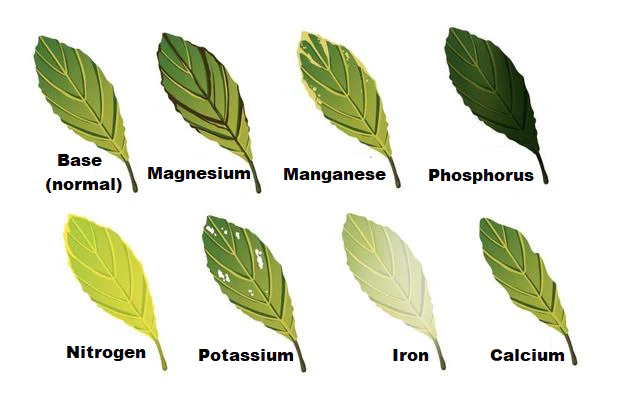 Base
(normal)
Magnesium
Manganese
Phosphorus
Nitrogen
Potassium
Iron
Calcium